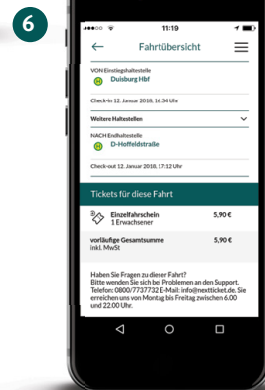 6
11:19
Fahrtübersicht
VON Einstiegshaltestelle
H Duisburg Hbf
Check-in 12. Januar 2018, 16:34 Uhr
Weitere Haltestellen
NACH Endhaltestelle
H D-Hoffeldstraße
Check-out 12. Januar 2018, 17:12 Uhr
Tickets für diese Fahrt
Einzelfahrschein 5,90 €
1 Erwachsener
vorläufige Gesamtsumme 5,90 €
inkl. MwSt
Haben Sie Fragen zu dieser Fahrt?
Bitte wenden Sie sich bei Problemen an den Support.
Telefon: 0800/7737732 E-Mail: info@nextticket.de. Sie
erreichen uns von Montag bis Freitag zwischen 6.00
und 22.00 Uhr.